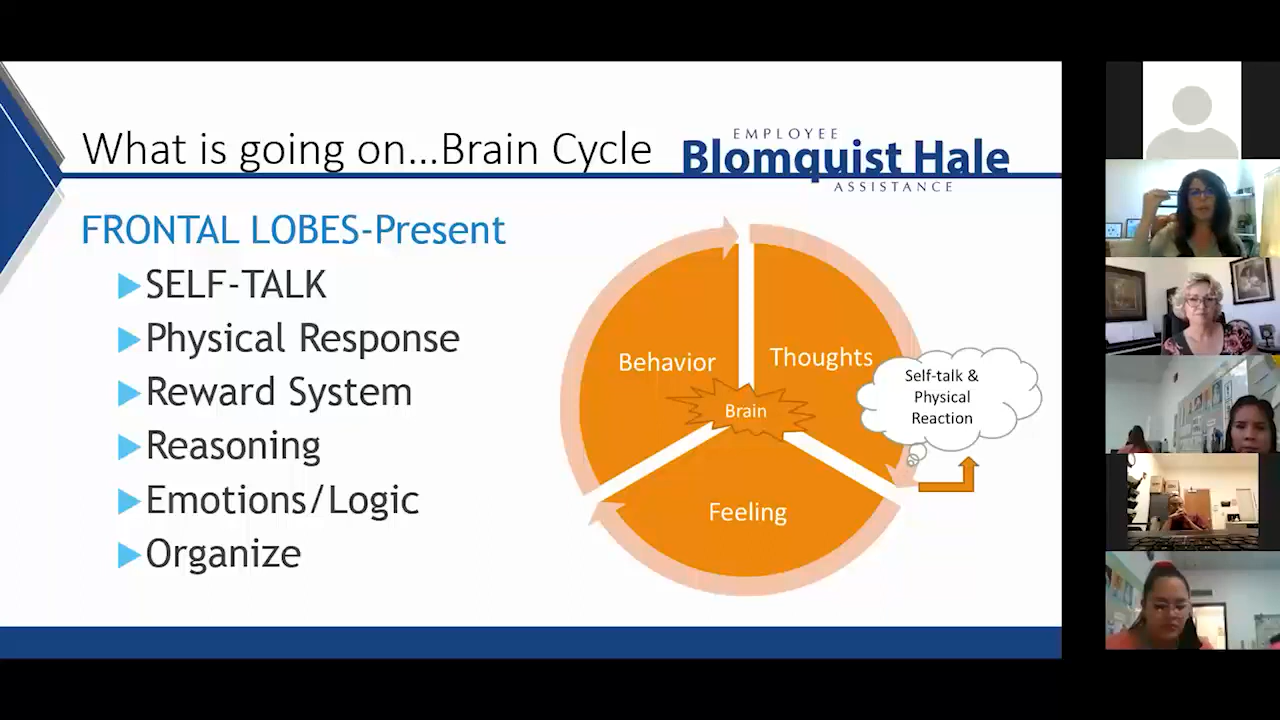 What is going on...Brain Cycle
EMPLOYEE
Blomquist Hale
ASSISTANCE
FRONTAL LOBES-Present
SELF-TALK
Physical Response
Reward System
Reasoning
Emotions/Logic
Organize
Behavior
Thoughts
Brain
Feeling
Self-talk &
Physical
Reaction